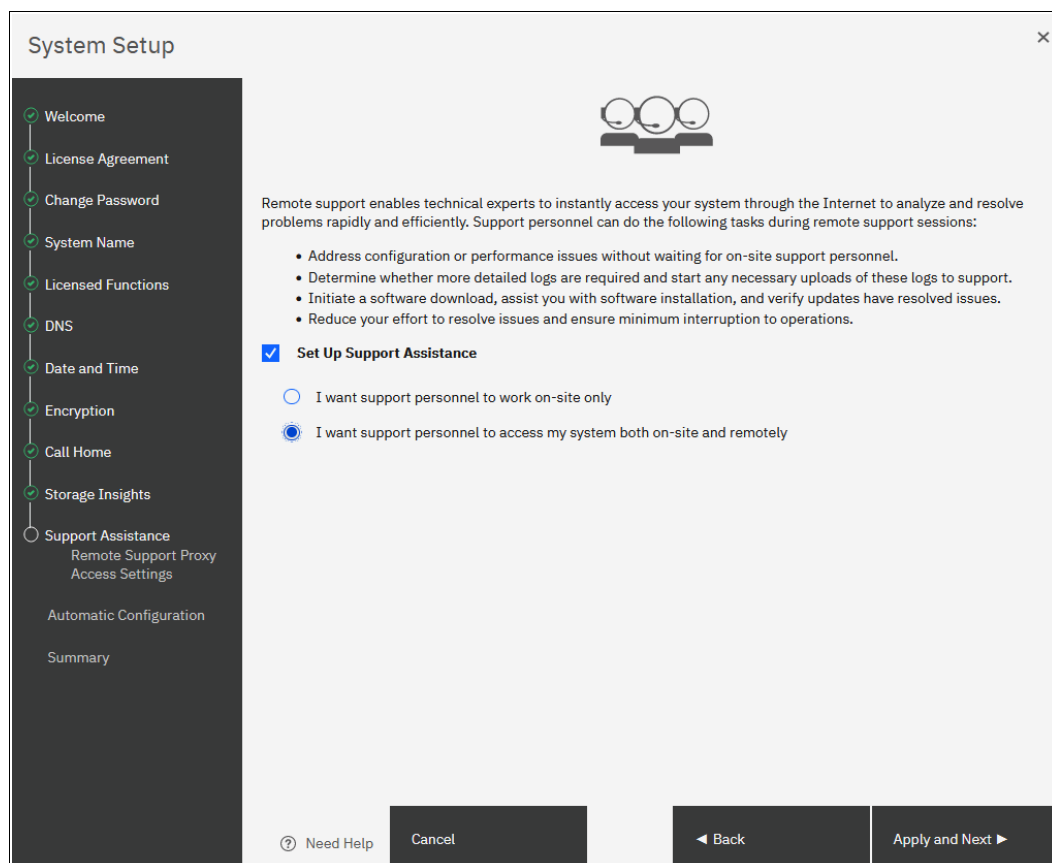 System Setup
×
Welcome
License Agreement
Change Password
System Name
Licensed Functions
DNS
Date and Time
Encryption
Call Home
Storage Insights
Support Assistance
Remote Support Proxy
Access Settings
Automatic Configuration
Summary
Remote support enables technical experts to instantly access your system through the Internet to analyze and resolve
problems rapidly and efficiently. Support personnel can do the following tasks during remote support sessions:
• Address configuration or performance issues without waiting for on-site support personnel.
• Determine whether more detailed logs are required and start any necessary uploads of these logs to support.
• Initiate a software download, assist you with software installation, and verify updates have resolved issues.
• Reduce your effort to resolve issues and ensure minimum interruption to operations.
Set Up Support Assistance
I want support personnel to work on-site only
I want support personnel to access my system both on-site and remotely
? Need Help
Cancel
◄ Back
Apply and Next ►